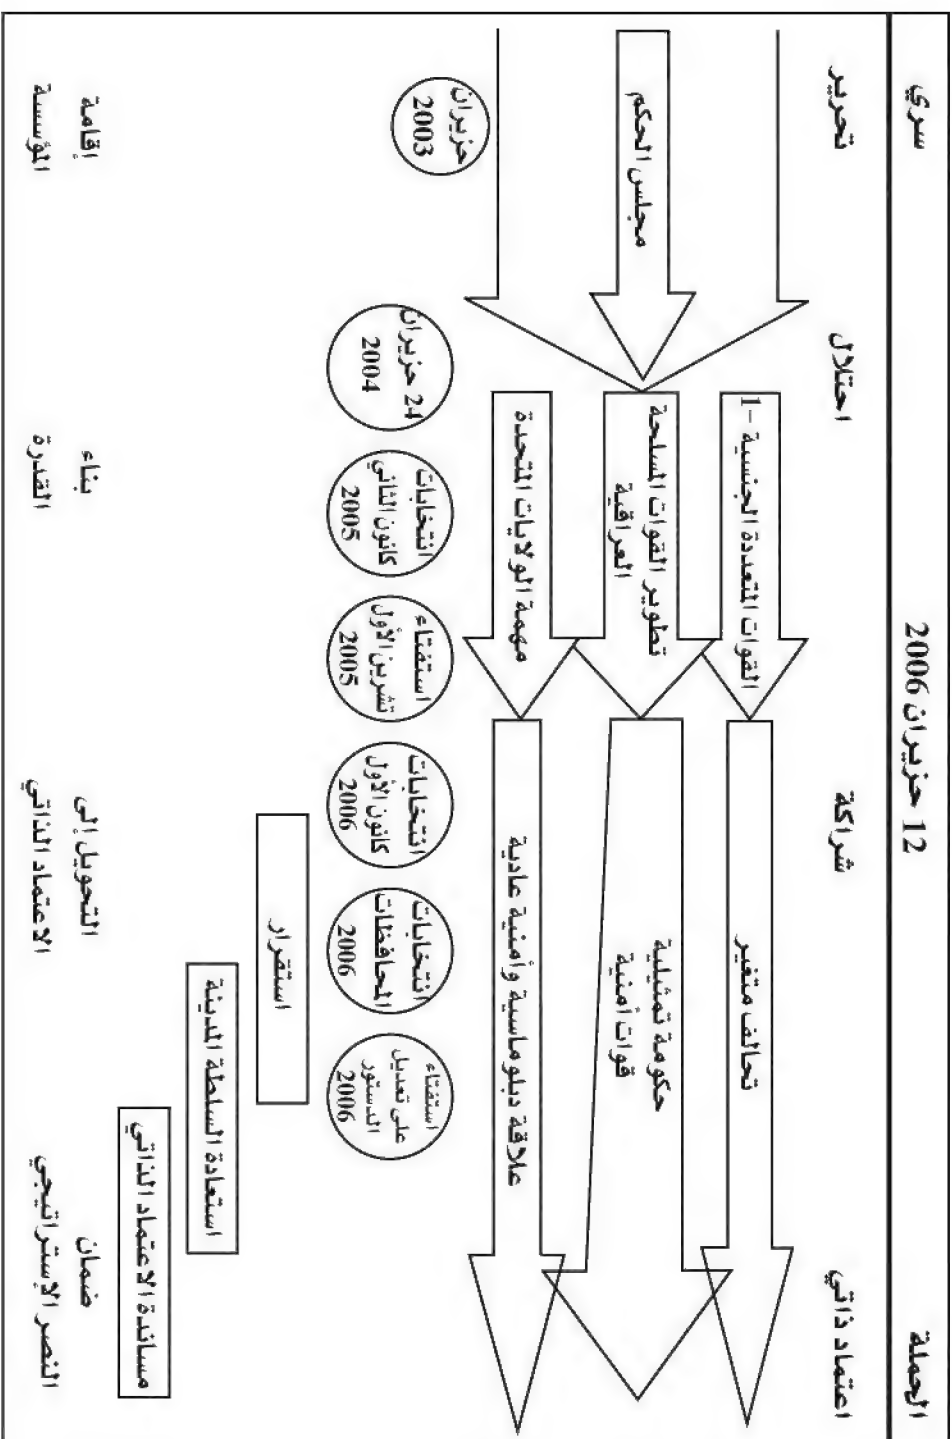 سري
12 حزيران 2006
الحملة
تحرير
احتلال
شراكة
اعتماد ذاتي
مجلس الحكم
القوات المتعددة الجنسية -1
تطوير القوات المسلحة
العراقية
مهمة الولايات المتحدة
تحالف متغير
حكومة تمثيلية
قوات أمنية
علاقة دبلوماسية وأمنية عادية
حزيران
2003
24 حزيران
2004
انتخابات
كانون الثاني
2005
استفتاء
تشرين الأول
2005
انتخابات
كانون الأول
2006
انتخابات
المحافظات
2006
استفتاء
على تعديل
الدستور
2006
استقرار
استعادة السلطة المدينة
مساندة الاعتماد الذاتي
إقامة
المؤسسة
بناء
القدرة
التحويل إلى
الاعتماد الذاتي
ضمان
النصر الإستراتيجي